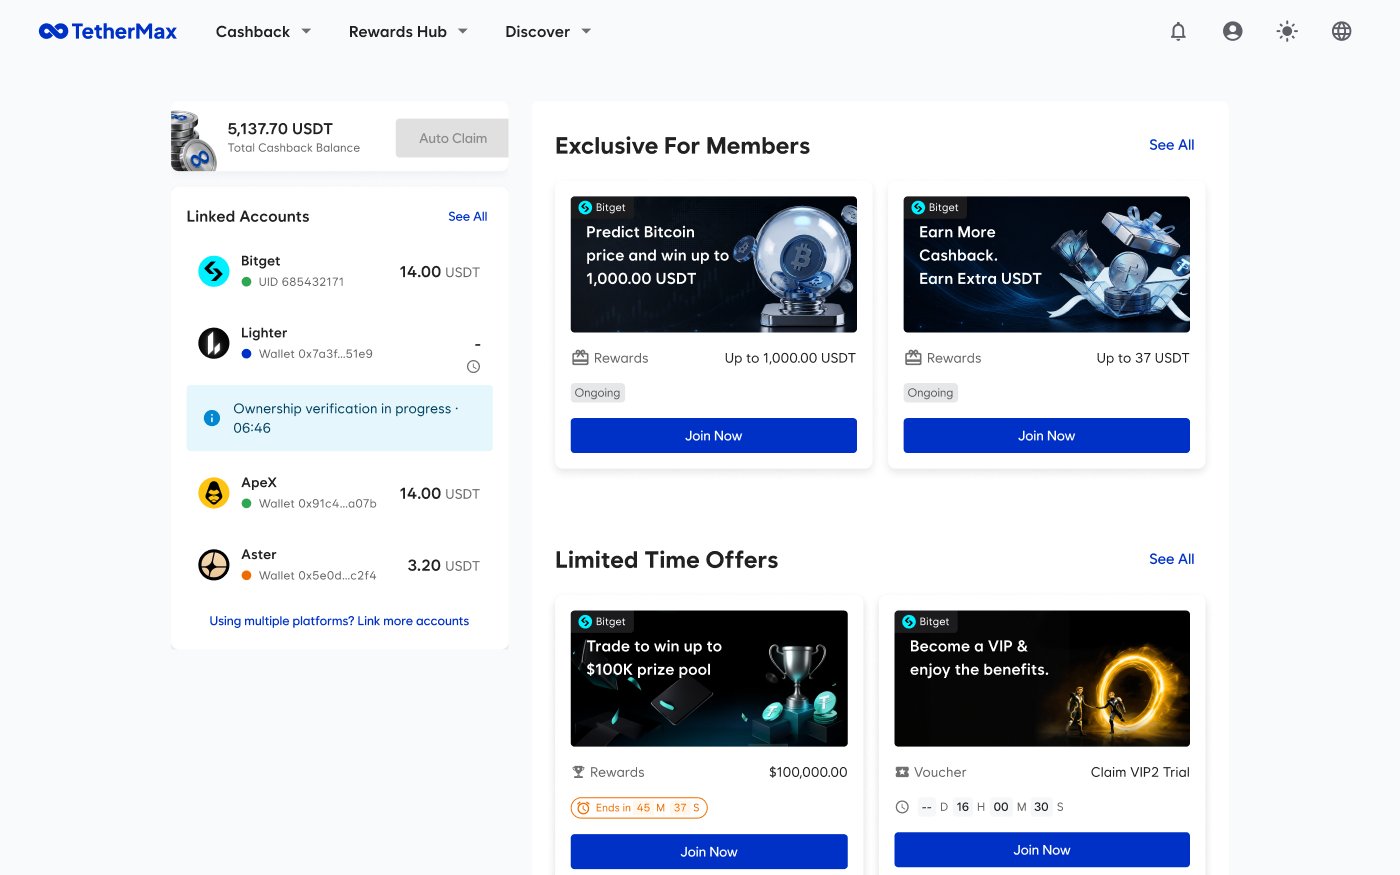 TetherMax
Cashback
Rewards Hub
Discover
5,137.70 USDT
Total Cashback Balance
Auto Claim
Linked Accounts
See All
Bitget
UID 685432171
14.00 USDT
Lighter
Wallet 0x7a3f...51e9
-
Ownership verification in progress ·
06:46
ApeX
Wallet 0x91c4...a07b
14.00 USDT
Aster
Wallet 0x5e0d...c2f4
3.20 USDT
Using multiple platforms? Link more accounts
Exclusive For Members
See All
Bitget
Predict Bitcoin
price and win up to
1,000.00 USDT
Rewards
Up to 1,000.00 USDT
Ongoing
Join Now
Bitget
Earn More
Cashback.
Earn Extra USDT
Rewards
Up to 37 USDT
Ongoing
Join Now
Limited Time Offers
See All
Bitget
Trade to win up to
$100K prize pool
Rewards
$100,000.00
Ends in 45 M 37 S
Join Now
Bitget
Become a VIP &
enjoy the benefits.
Voucher
Claim VIP2 Trial
-- D 16 H 00 M 30 S
Join Now